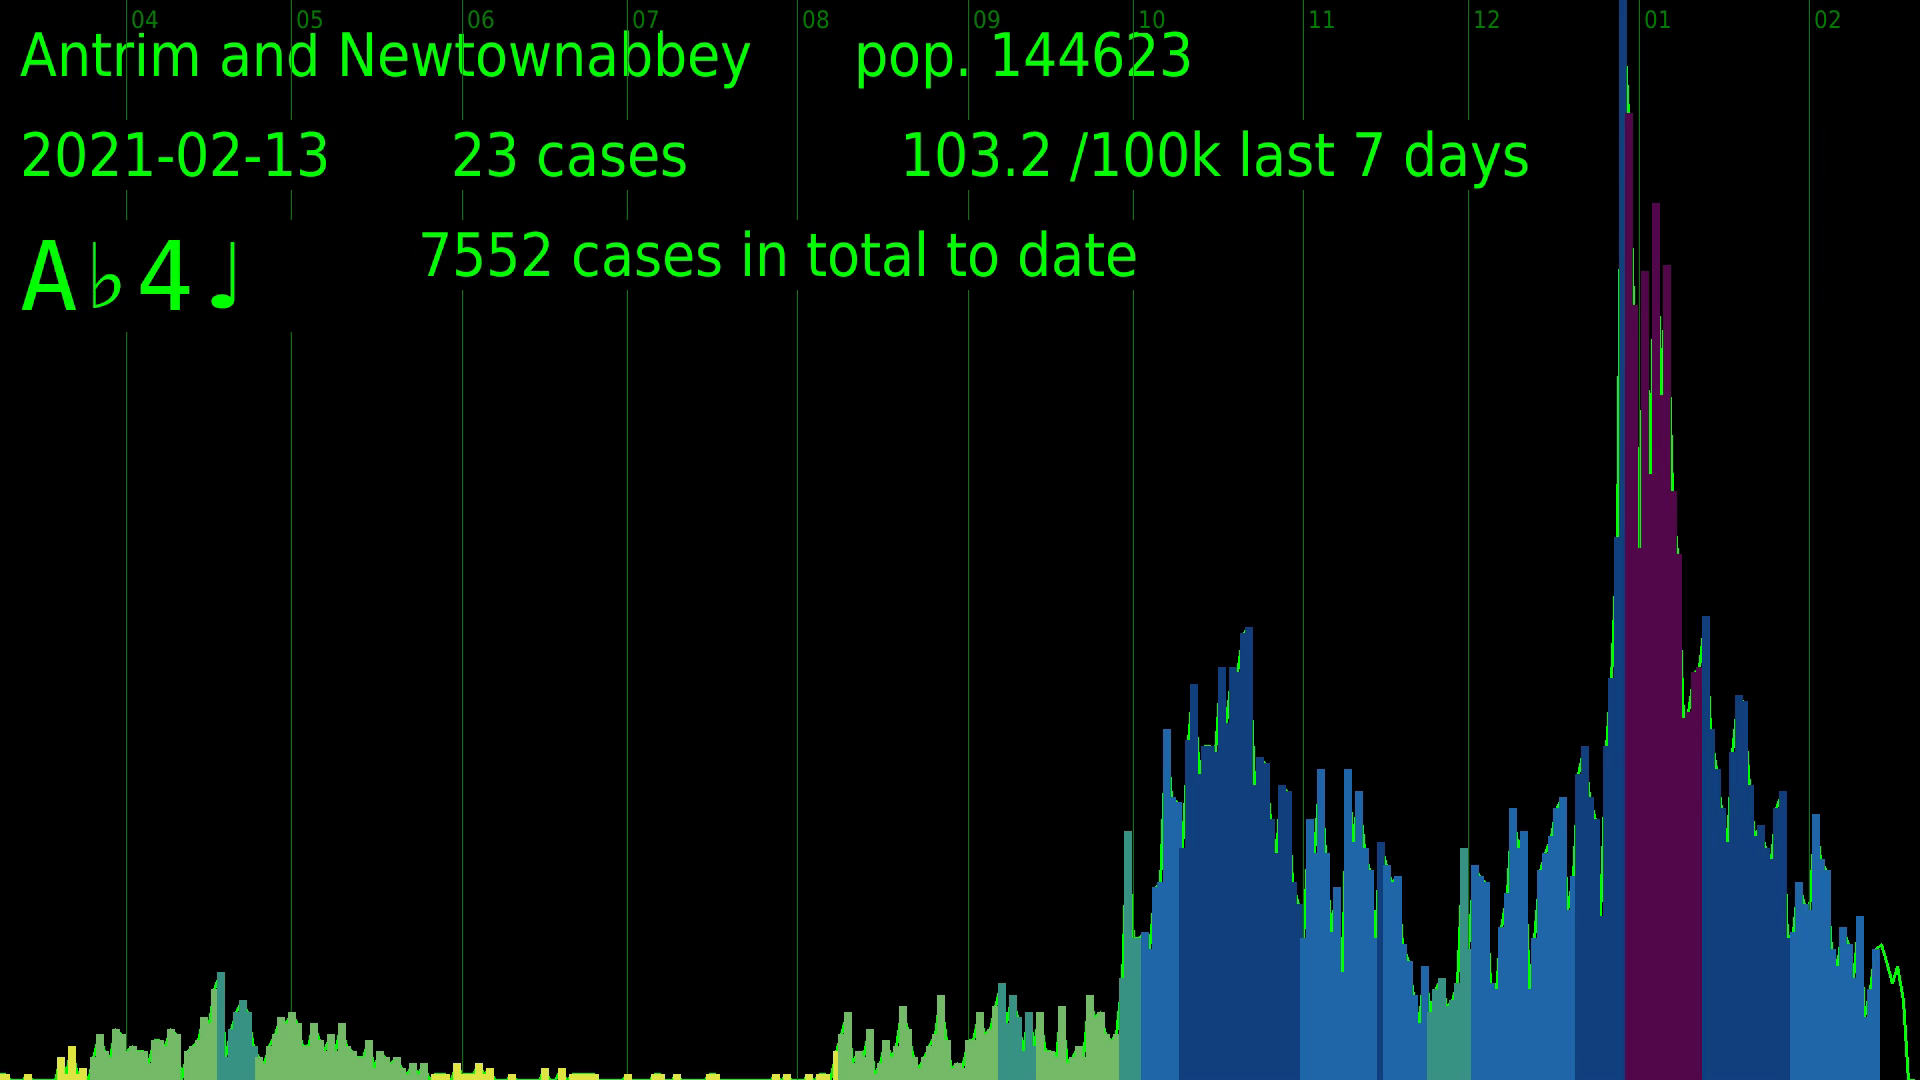 04 05 06 07 08 09 10 11 12 01 02
Antrim and Newtownabbey pop. 144623
2021-02-13 23 cases 103.2 /100k last 7 days
A♭4♩ 7552 cases in total to date